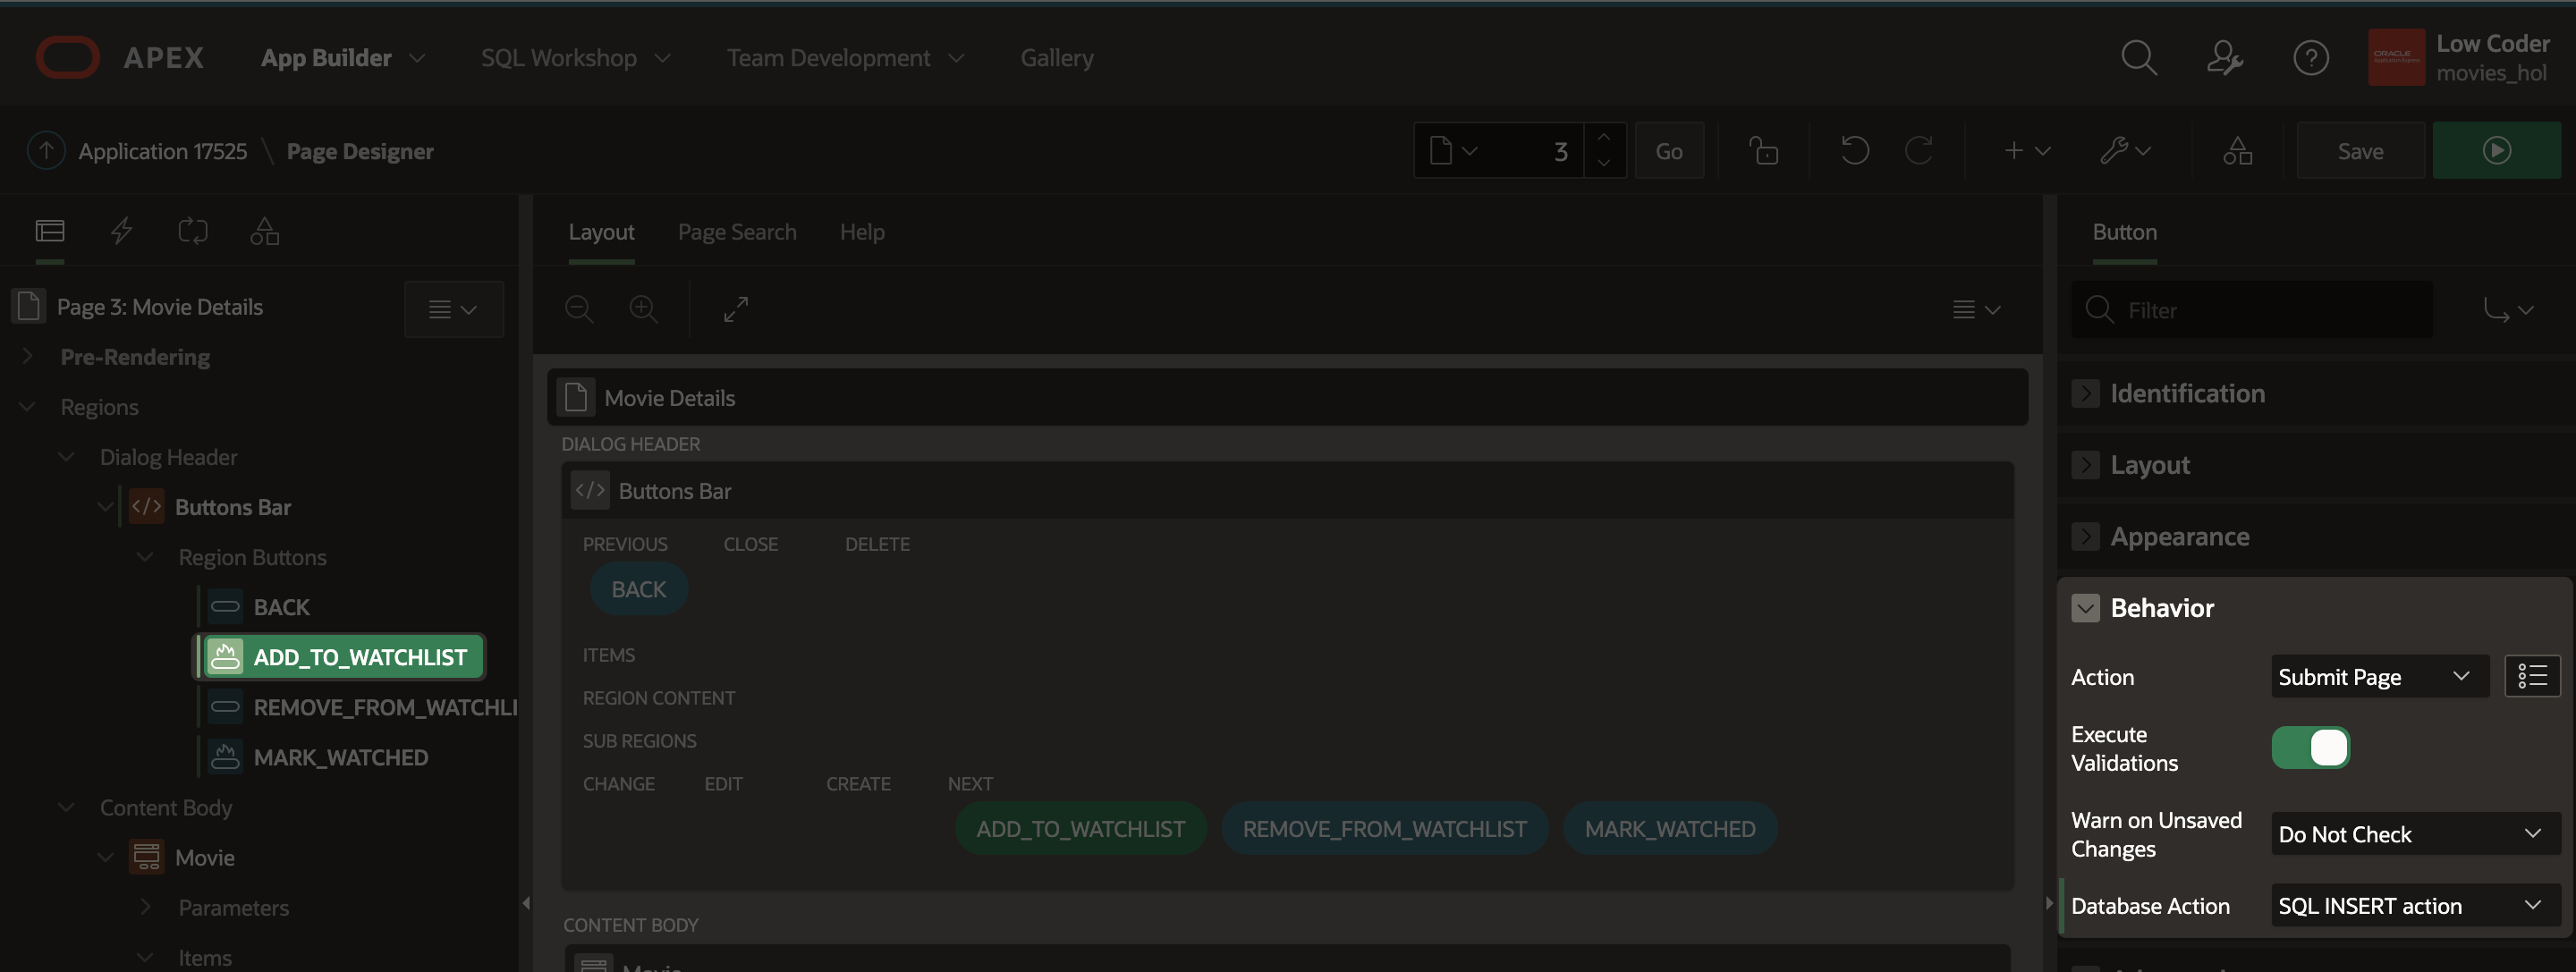 APEX
App Builder
SQL Workshop
Team Development
Gallery
Low Coder
movies_hol
ORACLE
Application Express
Application 17525 \ Page Designer
3
Go
Save
Layout
Page Search
Help
Button
Page 3: Movie Details
Filter
Pre-Rendering
Regions
Dialog Header
Buttons Bar
Region Buttons
BACK
ADD_TO_WATCHLIST
REMOVE_FROM_WATCHLI
MARK_WATCHED
Content Body
Movie
Parameters
Items
Movie Details
DIALOG HEADER
Buttons Bar
PREVIOUS
CLOSE
DELETE
BACK
ITEMS
REGION CONTENT
SUB REGIONS
CHANGE
EDIT
CREATE
NEXT
ADD_TO_WATCHLIST
REMOVE_FROM_WATCHLIST
MARK_WATCHED
CONTENT BODY
Identification
Layout
Appearance
Behavior
Action
Submit Page
Execute
Validations
Warn on Unsaved
Changes
Do Not Check
Database Action
SQL INSERT action